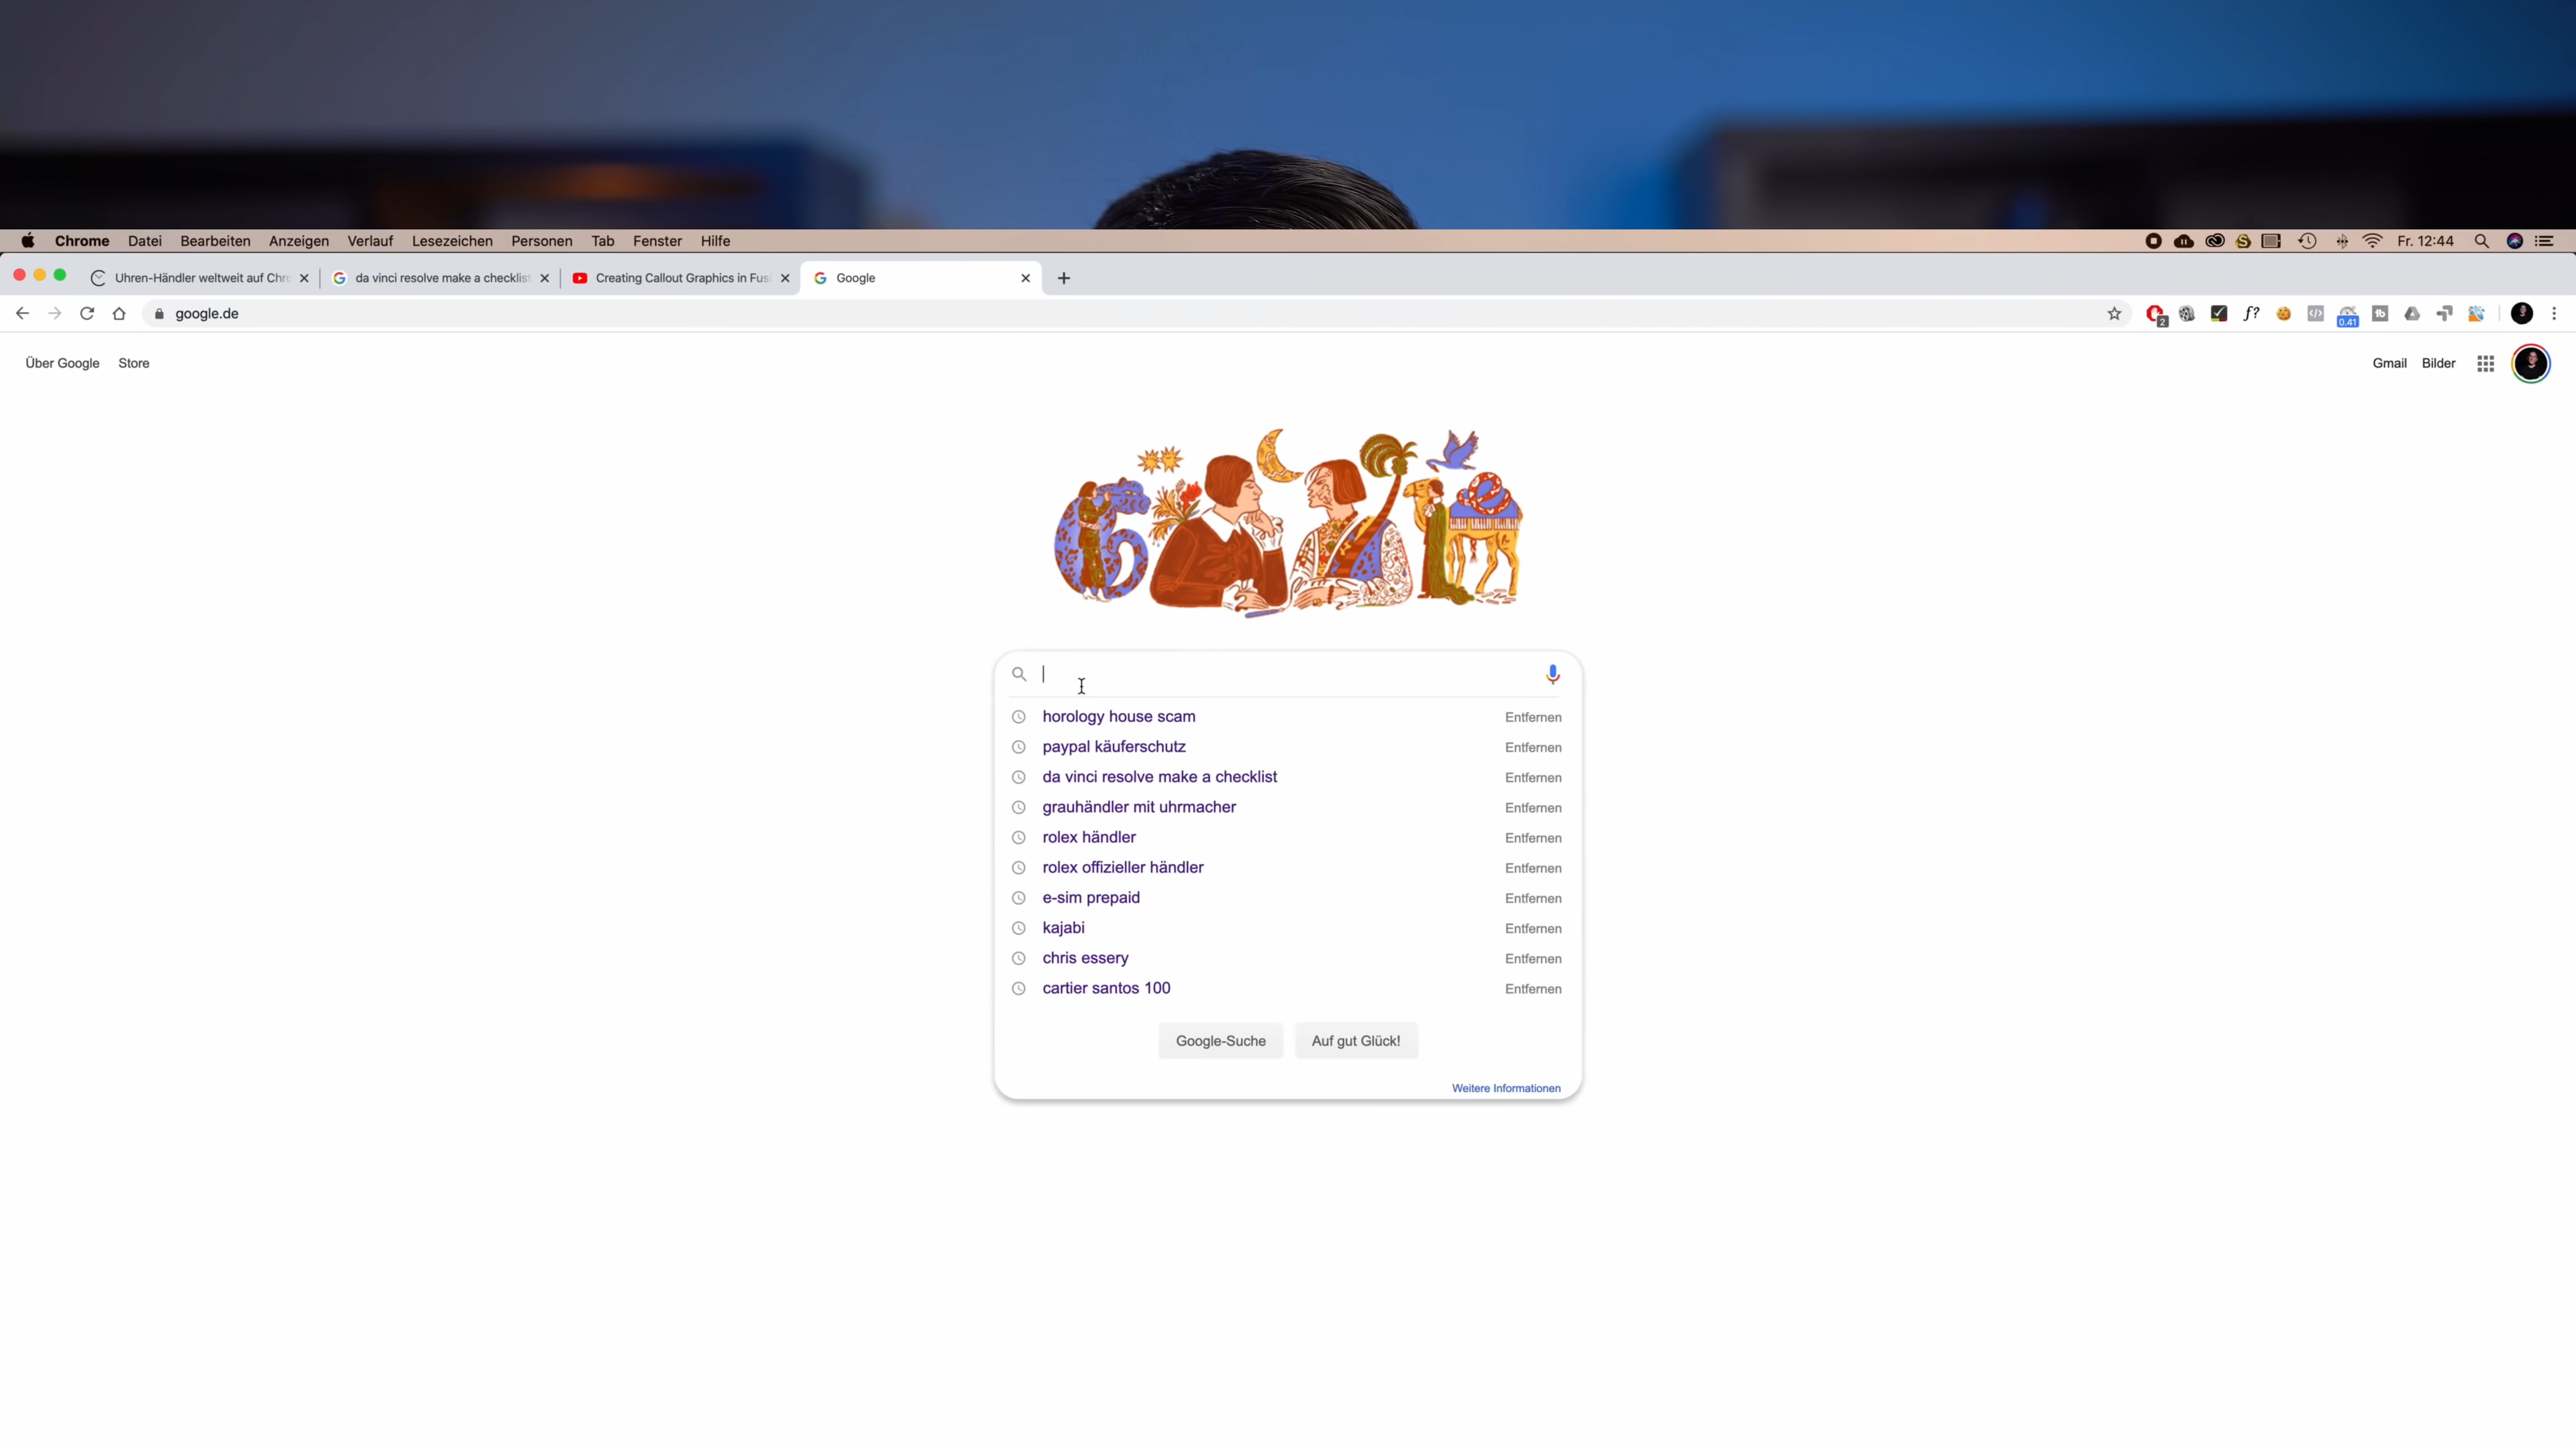 Chrome Datei Bearbeiten Anzeigen Verlauf Lesezeichen Personen Tab Fenster Hilfe Fr. 12:44
Uhren-Händler weltweit auf Chro da vinci resolve make a checklist Creating Callout Graphics in Fus Google
google.de 2 f? 0.41
Über Google Store Gmail Bilder
horology house scam Entfernen
paypal käuferschutz Entfernen
da vinci resolve make a checklist Entfernen
grauhändler mit uhrmacher Entfernen
rolex händler Entfernen
rolex offizieller händler Entfernen
e-sim prepaid Entfernen
kajabi Entfernen
chris essery Entfernen
cartier santos 100 Entfernen
Google-Suche Auf gut Glück!
Weitere Informationen